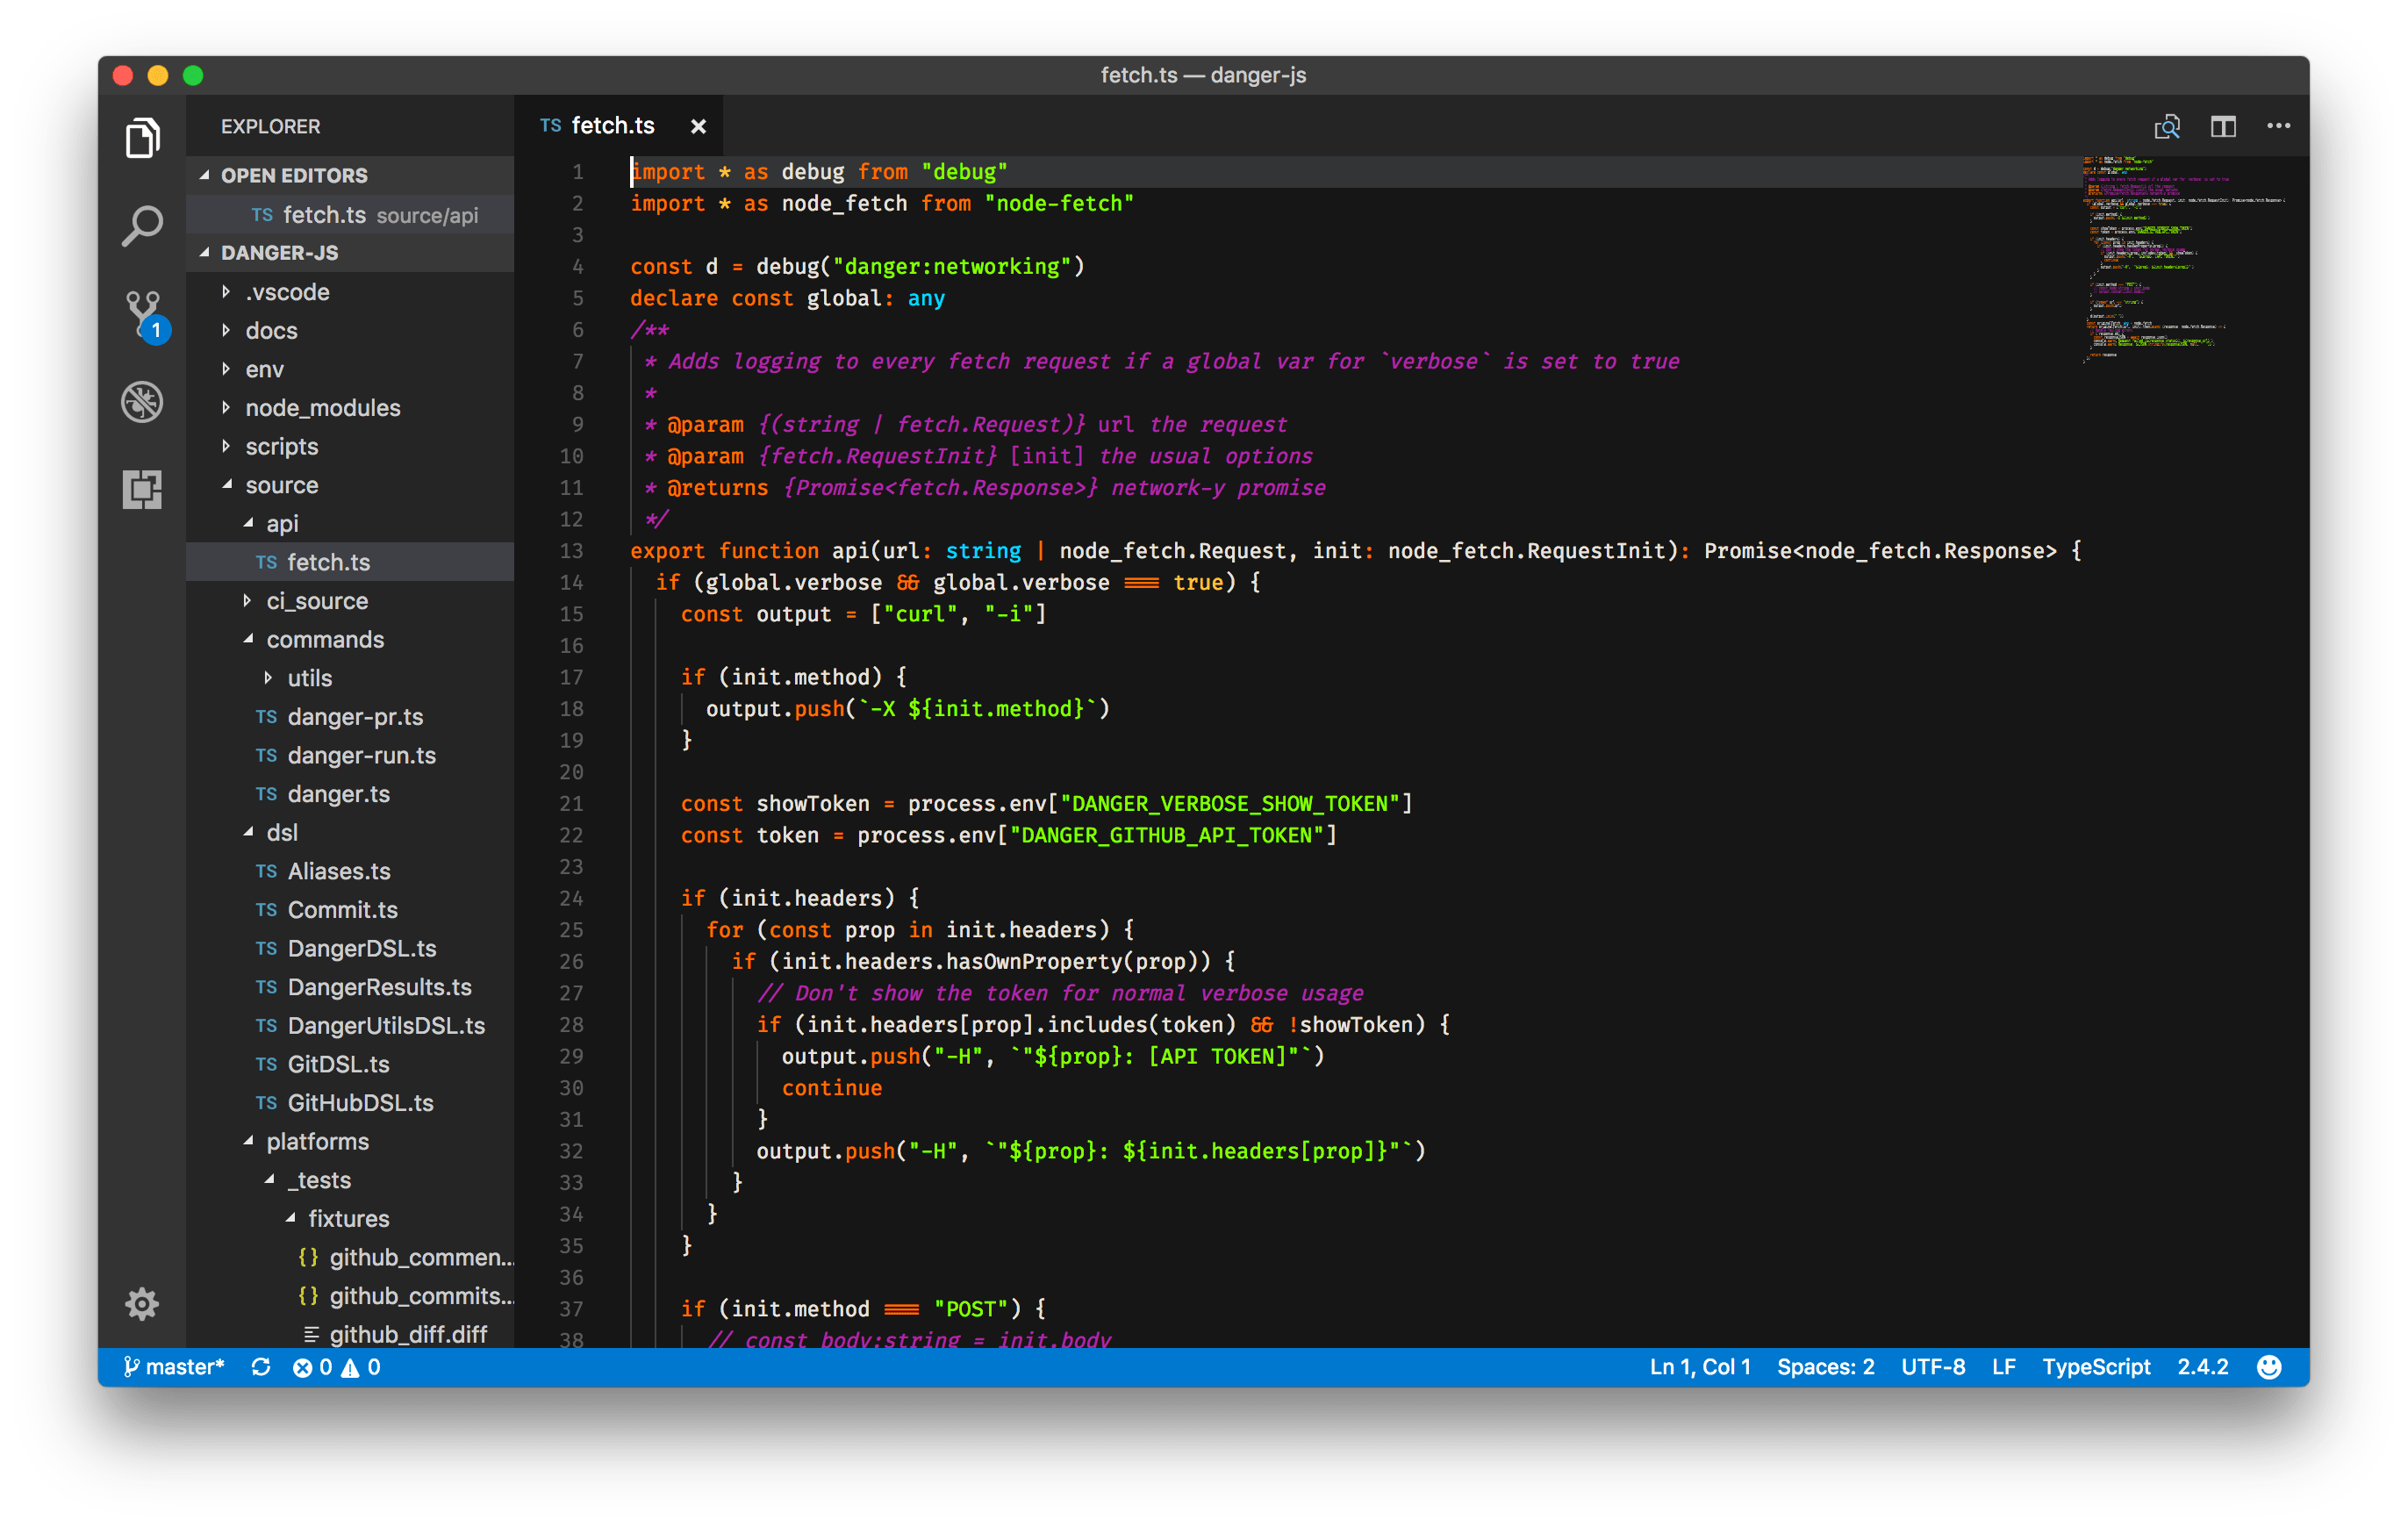 fetch.ts — danger-js
EXPLORER
OPEN EDITORS
TS fetch.ts source/api
DANGER-JS
.vscode
docs
env
node_modules
scripts
source
api
TS fetch.ts
ci_source
commands
utils
TS danger-pr.ts
TS danger-run.ts
TS danger.ts
dsl
TS Aliases.ts
TS Commit.ts
TS DangerDSL.ts
TS DangerResults.ts
TS DangerUtilsDSL.ts
TS GitDSL.ts
TS GitHubDSL.ts
platforms
_tests
fixtures
{} github_commen...
{} github_commits...
github_diff.diff
1
TS fetch.ts ×
1 import * as debug from "debug"
2 import * as node_fetch from "node-fetch"
3
4 const d = debug("danger:networking")
5 declare const global: any
6 /**
7  * Adds logging to every fetch request if a global var for `verbose` is set to true
8  *
9  * @param {(string | fetch.Request)} url the request
10  * @param {fetch.RequestInit} [init] the usual options
11  * @returns {Promise<fetch.Response>} network-y promise
12  */
13 export function api(url: string | node_fetch.Request, init: node_fetch.RequestInit): Promise<node_fetch.Response> {
14   if (global.verbose && global.verbose === true) {
15     const output = ["curl", "-i"]
16
17     if (init.method) {
18       output.push(`-X ${init.method}`)
19     }
20
21     const showToken = process.env["DANGER_VERBOSE_SHOW_TOKEN"]
22     const token = process.env["DANGER_GITHUB_API_TOKEN"]
23
24     if (init.headers) {
25       for (const prop in init.headers) {
26         if (init.headers.hasOwnProperty(prop)) {
27           // Don't show the token for normal verbose usage
28           if (init.headers[prop].includes(token) && !showToken) {
29             output.push("-H", `"${prop}: [API TOKEN]"`)
30             continue
31           }
32           output.push("-H", `"${prop}: ${init.headers[prop]}"`)
33         }
34       }
35     }
36
37     if (init.method === "POST") {
38       // const body:string = init.body
master* 0 0
Ln 1, Col 1 Spaces: 2 UTF-8 LF TypeScript 2.4.2